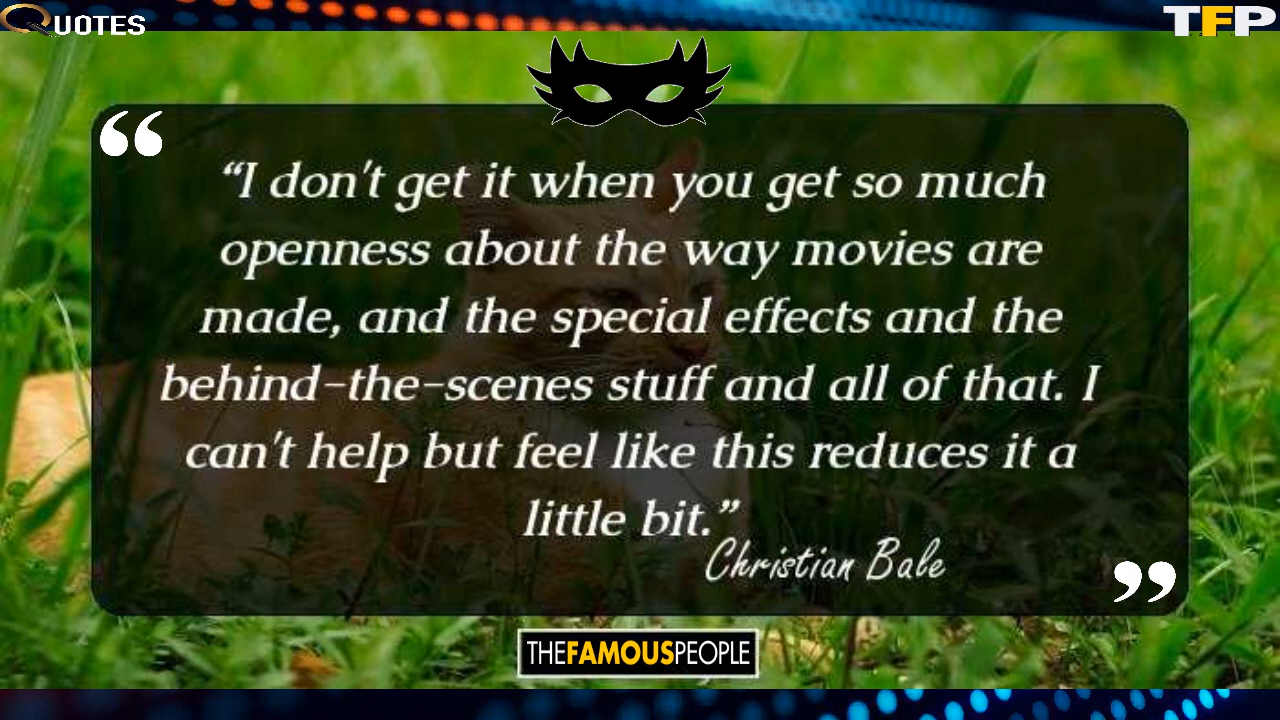 QUOTES
TFP
“
“I don't get it when you get so much
openness about the way movies are
made, and the special effects and the
behind-the-scenes stuff and all of that. I
can't help but feel like this reduces it a
little bit.”
Christian Bale
”
THEFAMOUSPEOPLE